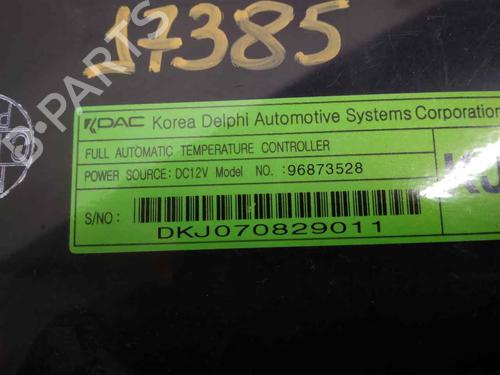 17385
KDAC Korea Delphi Automotive Systems Corporation
FULL AUTOMATIC TEMPERATURE CONTROLLER
POWER SOURCE: DC12V Model NO. :96873528
S/NO :
DKJ070829011
B-PARTS